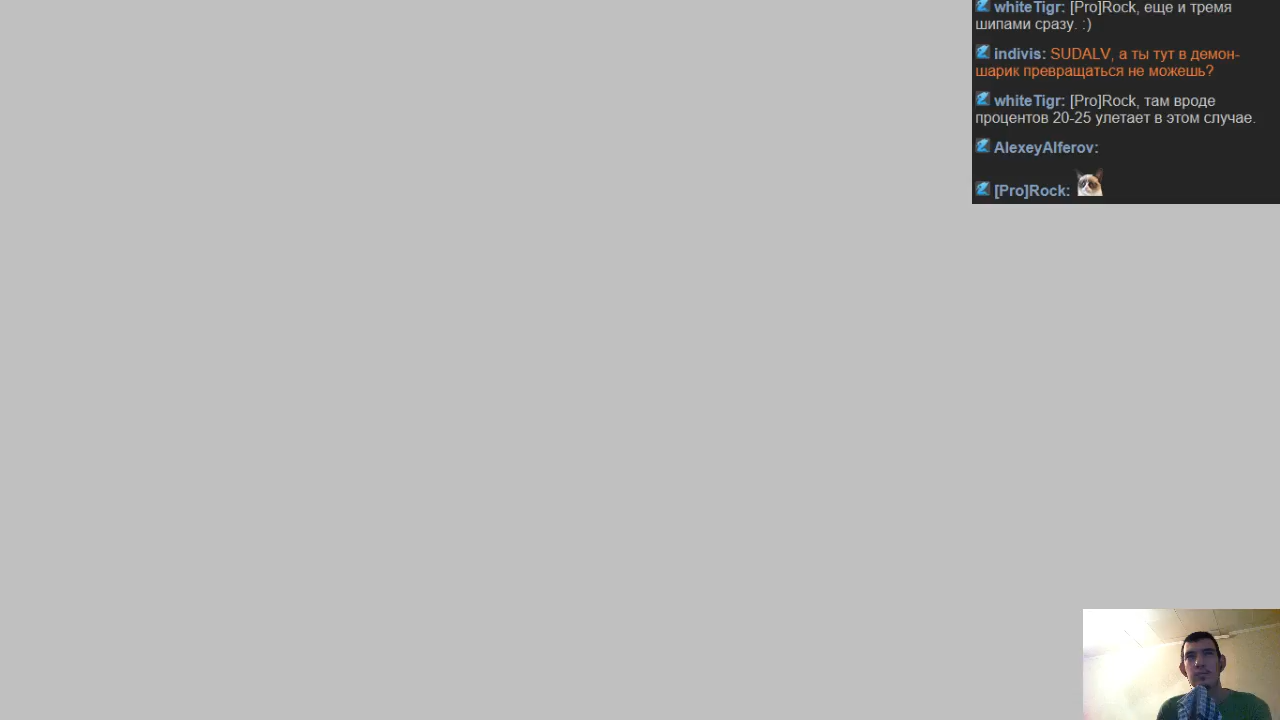 whiteTigr: [Pro]Rock, еще и тремя
шипами сразу. :)
indivis: SUDALV, а ты тут в демон-
шарик превращаться не можешь?
whiteTigr: [Pro]Rock, там вроде
процентов 20-25 улетает в этом случае.
AlexeyAlferov:
[Pro]Rock: